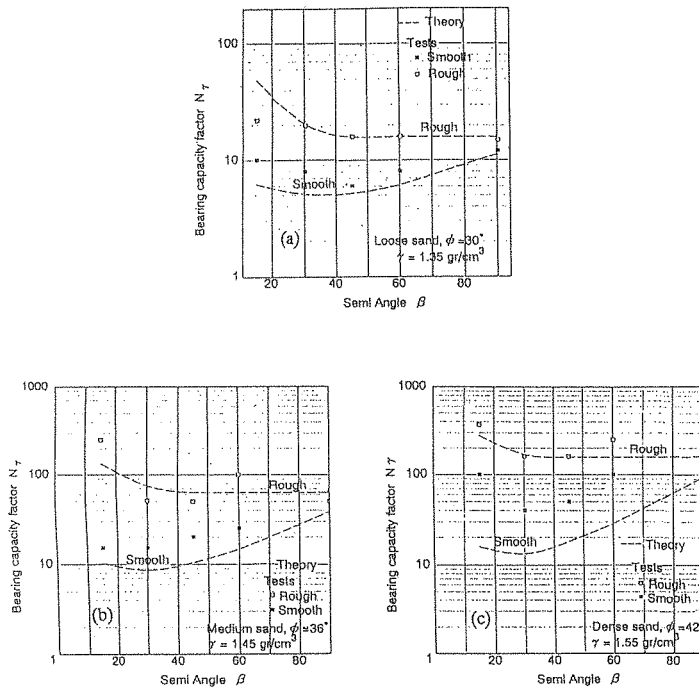 Theory
Tests
Smooth
Rough
100
10
1
Bearing capacity factor Nγ
Rough
Smooth
(a)
Loose sand, ϕ =30°
γ = 1.35 gr/cm³
20 40 60 80
Semi Angle β
1000
100
10
1
Bearing capacity factor Nγ
Rough
Smooth
Theory
Tests
Rough
Smooth
(b)
Medium sand, ϕ =36°
γ = 1.45 gr/cm³
1 20 40 60 80
Semi Angle β
1000
100
10
1
Bearing capacity factor Nγ
Rough
Smooth
Theory
Tests
Rough
Smooth
(c)
Dense sand, ϕ =42
γ = 1.55 gr/cm³
1 20 40 60 80
Semi Angle β